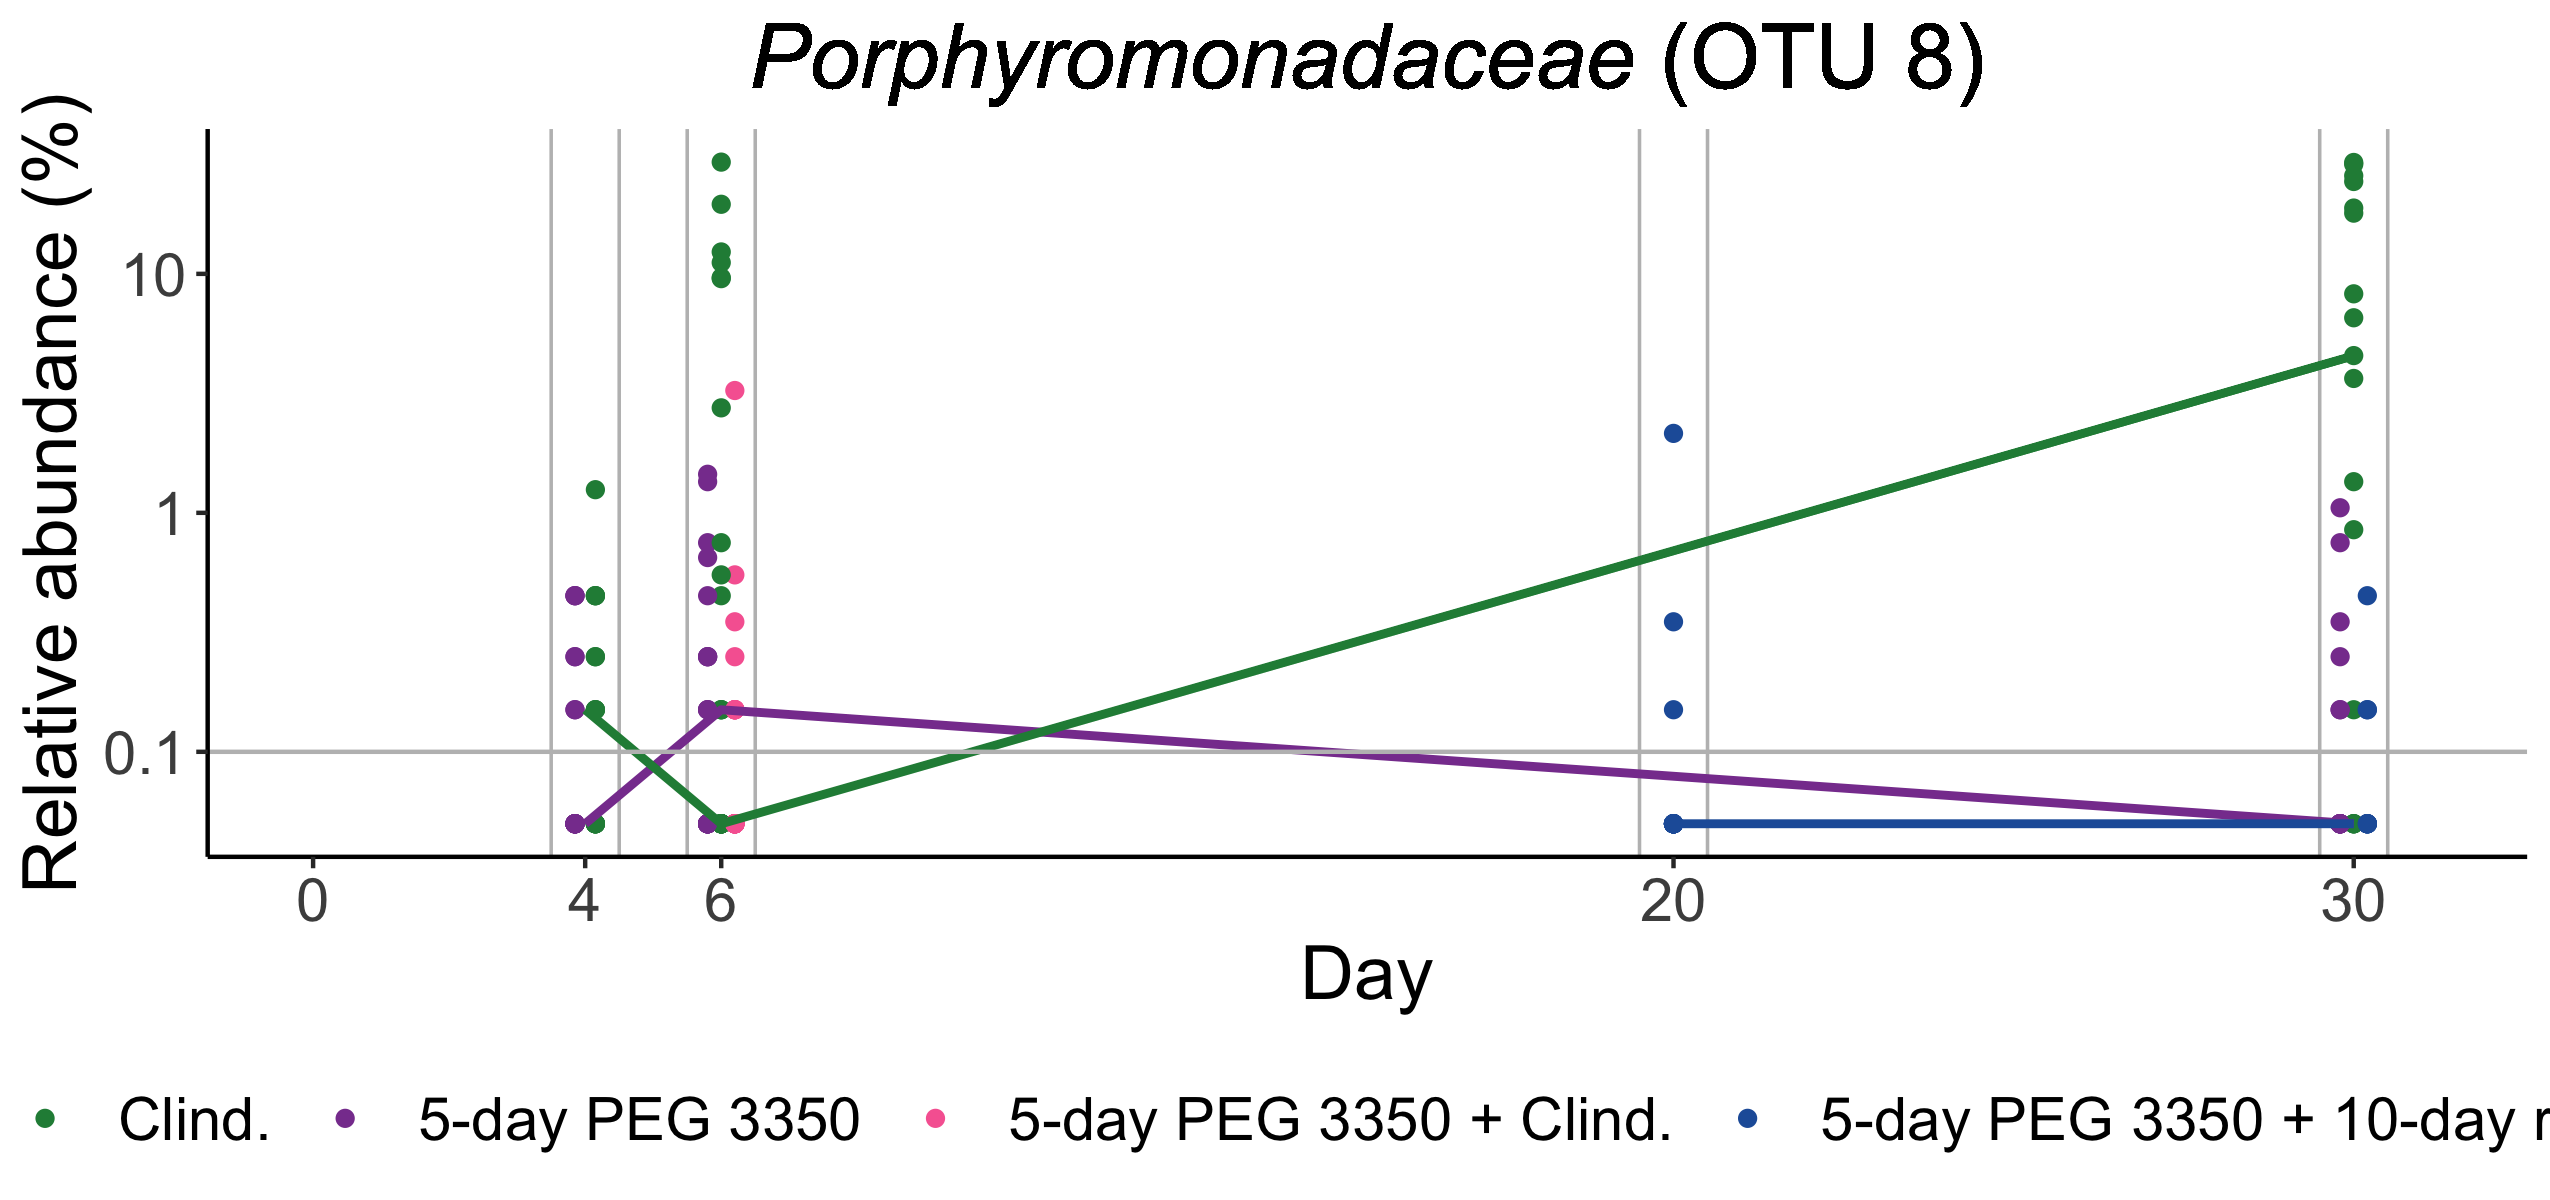 Porphyromonadaceae (OTU 8)
Relative abundance (%)
10
1
0.1
0 4 6 20 30
Day
Clind. 5-day PEG 3350 5-day PEG 3350 + Clind. 5-day PEG 3350 + 10-day r